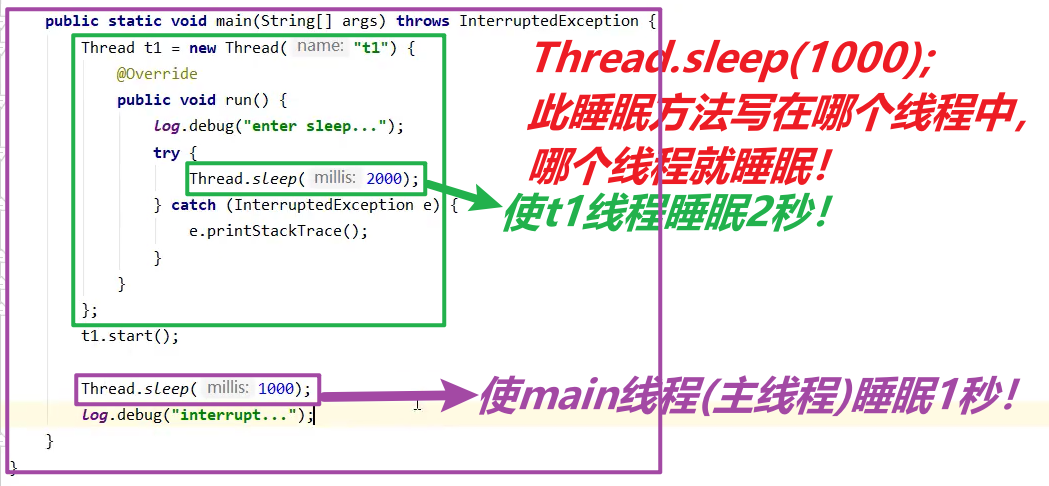 public static void main(String[] args) throws InterruptedException {
Thread t1 = new Thread( name: "t1") {
@Override
public void run() {
log.debug("enter sleep...");
try {
Thread.sleep( millis: 2000);
} catch (InterruptedException e) {
e.printStackTrace();
}
}
};
t1.start();
Thread.sleep( millis: 1000);
log.debug("interrupt...");
}
}
Thread.sleep(1000);
此睡眠方法写在哪个线程中，
哪个线程就睡眠！
使t1线程睡眠2秒！
使main线程(主线程)睡眠1秒！